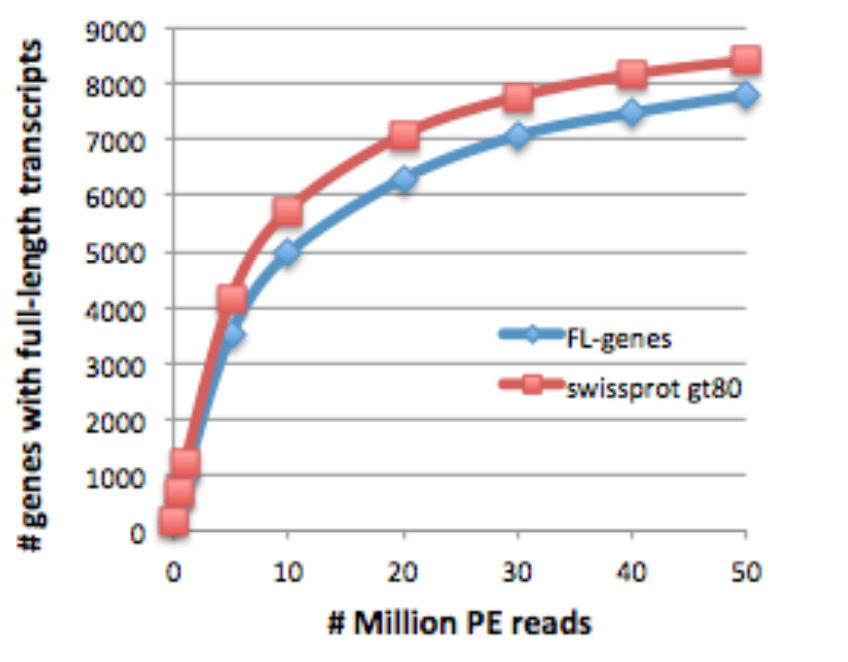 # genes with full-length transcripts
9000
8000
7000
6000
5000
4000
3000
2000
1000
0
FL-genes
swissprot gt80
0 10 20 30 40 50
# Million PE reads